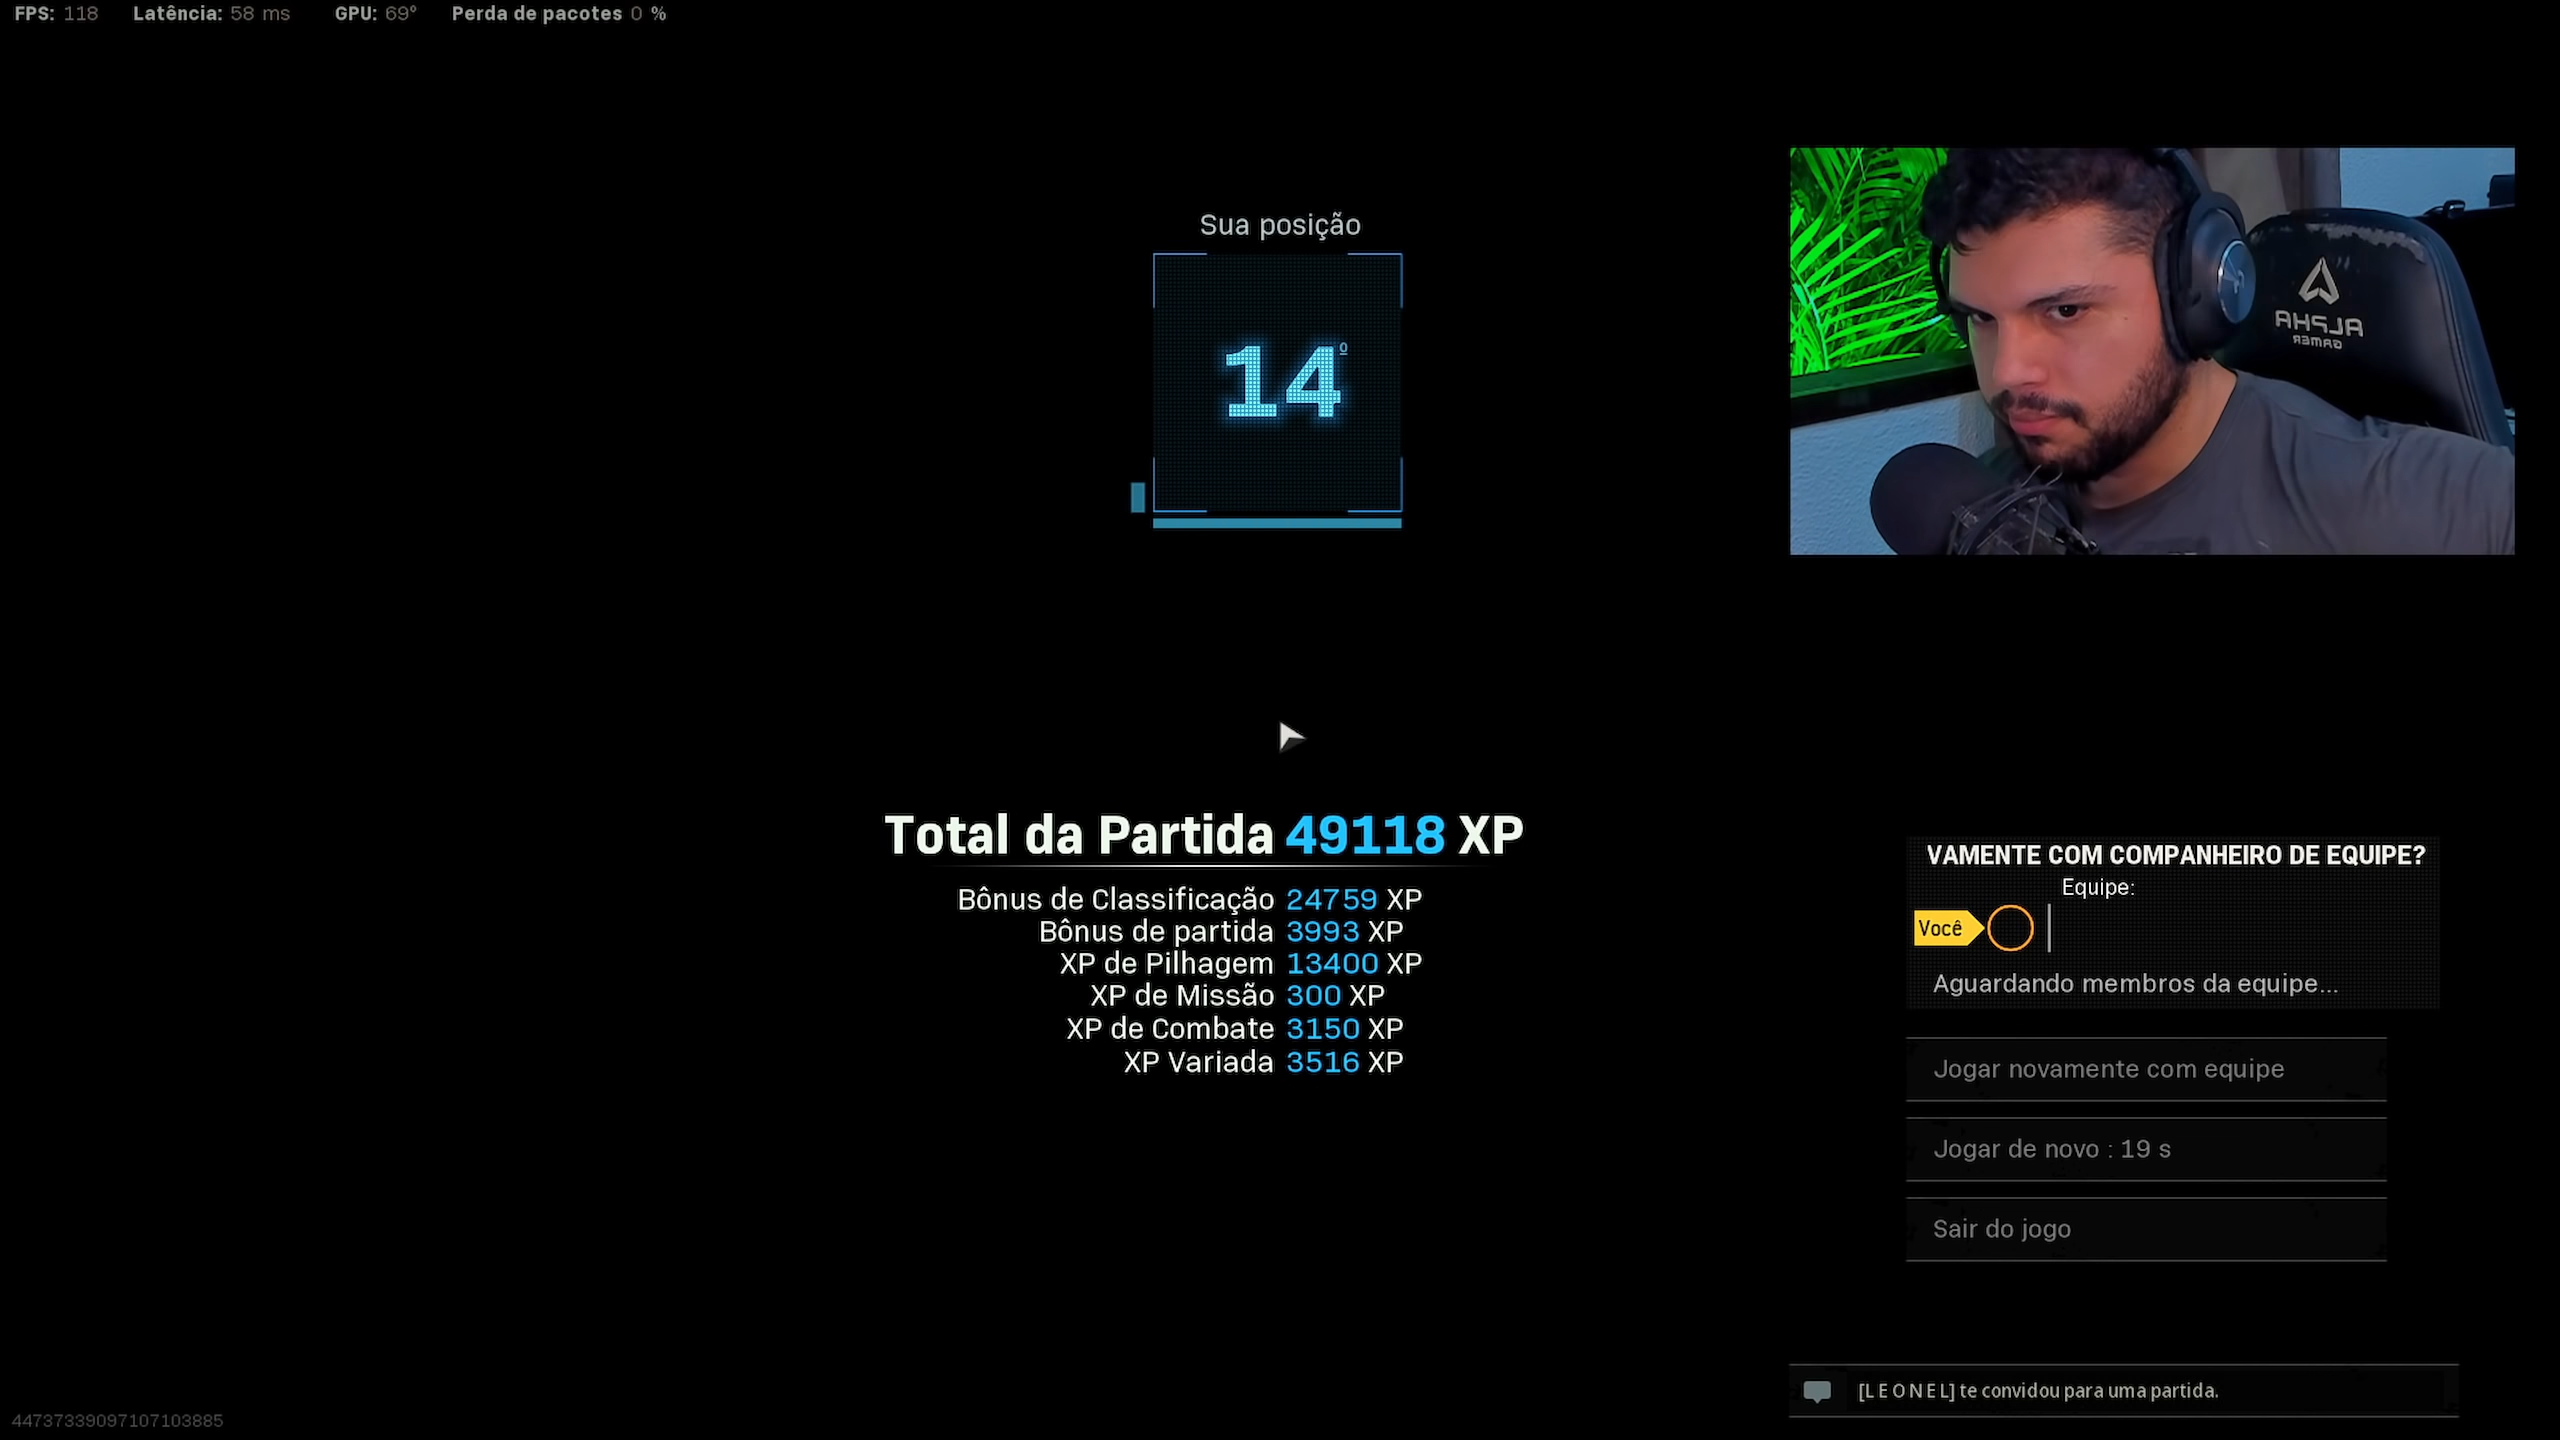 FPS: 118 Latência: 58 ms GPU: 69° Perda de pacotes 0 %
Sua posição
14º
ALPHA
GAMER
Total da Partida 49118 XP
Bônus de Classificação 24759 XP
Bônus de partida 3993 XP
XP de Pilhagem 13400 XP
XP de Missão 300 XP
XP de Combate 3150 XP
XP Variada 3516 XP
VAMENTE COM COMPANHEIRO DE EQUIPE?
Equipe:
Você
Aguardando membros da equipe...
Jogar novamente com equipe
Jogar de novo : 19 s
Sair do jogo
[L E O N E L] te convidou para uma partida.
44737339097107103885